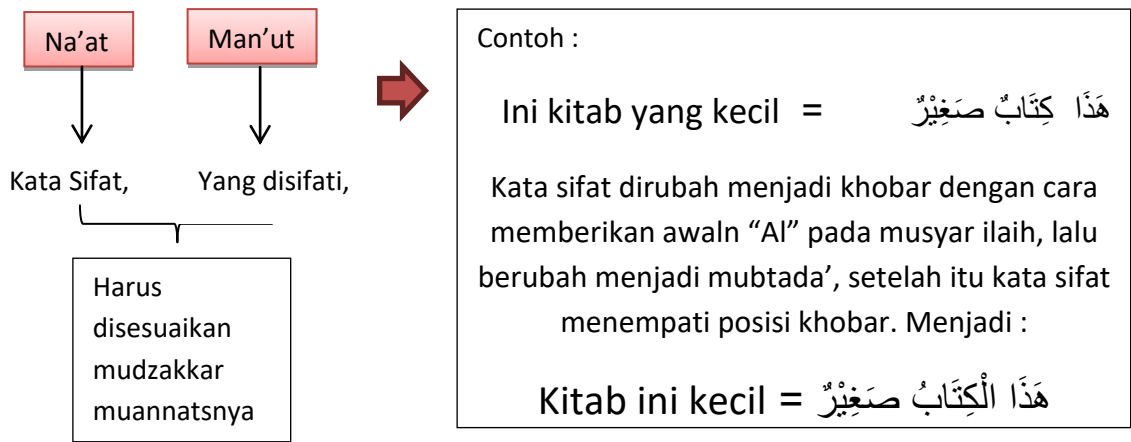 Na'at
Man'ut
Kata Sifat,
Yang disifati,
Harus
disesuaikan
mudzakkar
muannatsnya
Contoh :
Ini kitab yang kecil = هَذَا كِتَابٌ صَغِيْرٌ
Kata sifat dirubah menjadi khobar dengan cara
memberikan awaln “Al” pada musyar ilaih, lalu
berubah menjadi mubtada’, setelah itu kata sifat
menempati posisi khobar. Menjadi :
Kitab ini kecil = هَذَا الْكِتَابُ صَغِيْرٌ